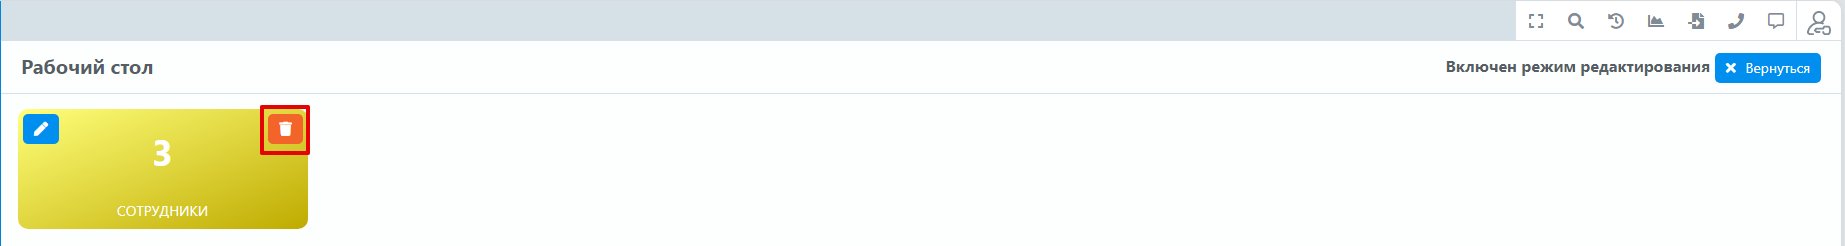 Рабочий стол
Включен режим редактирования
Вернуться
3
СОТРУДНИКИ